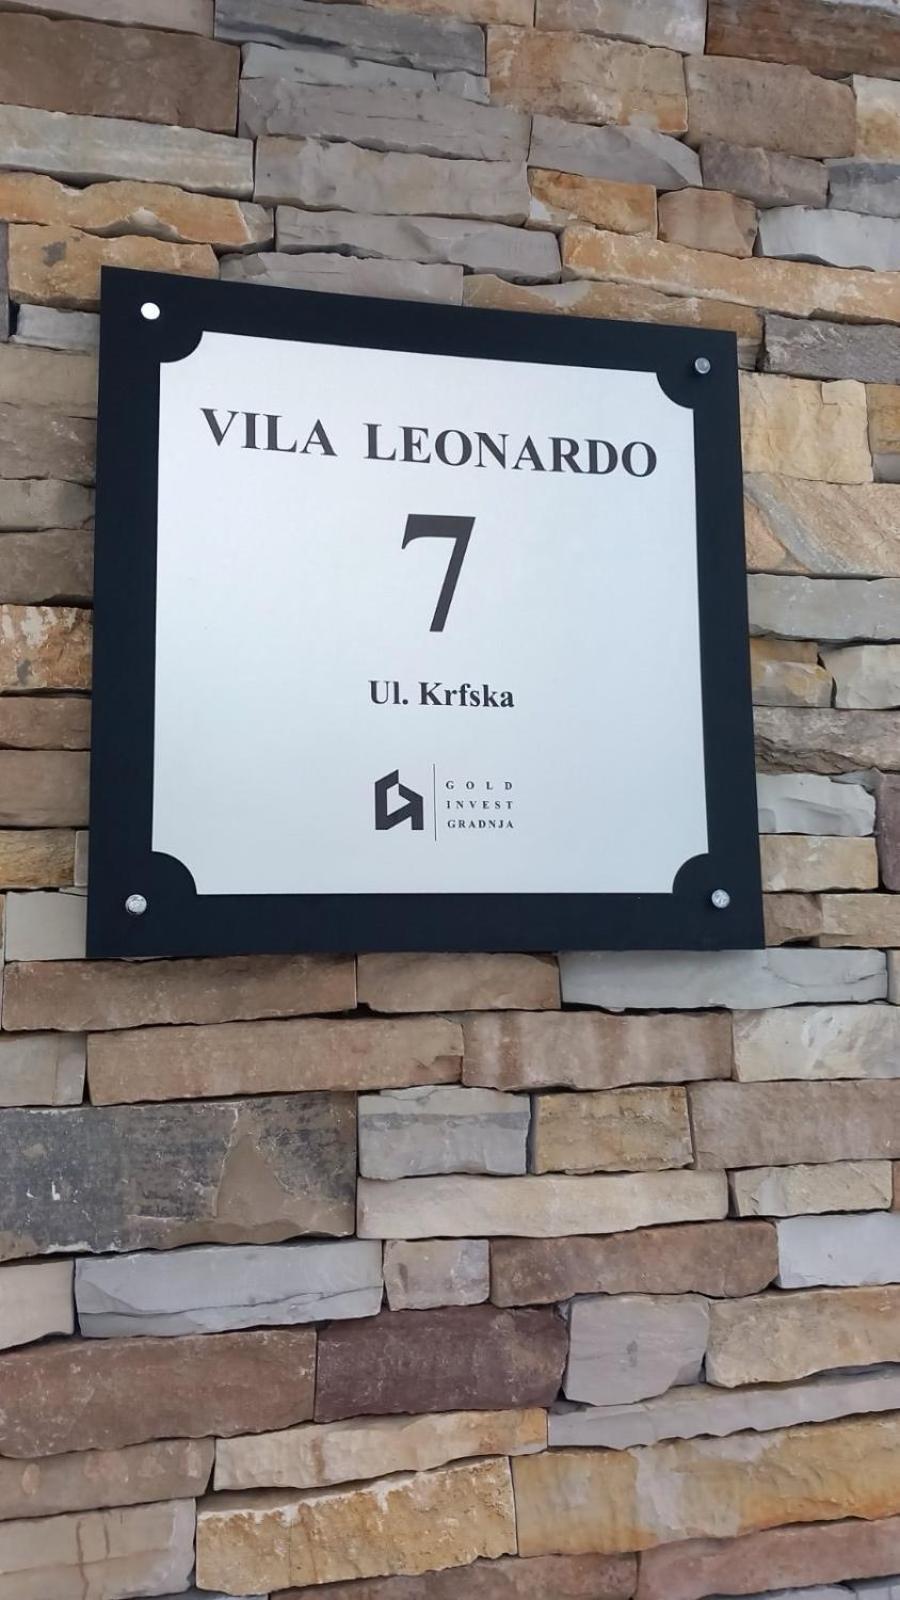 VILA LEONARDO
7
Ul. Krfska
GOLD
INVEST
GRADNJA